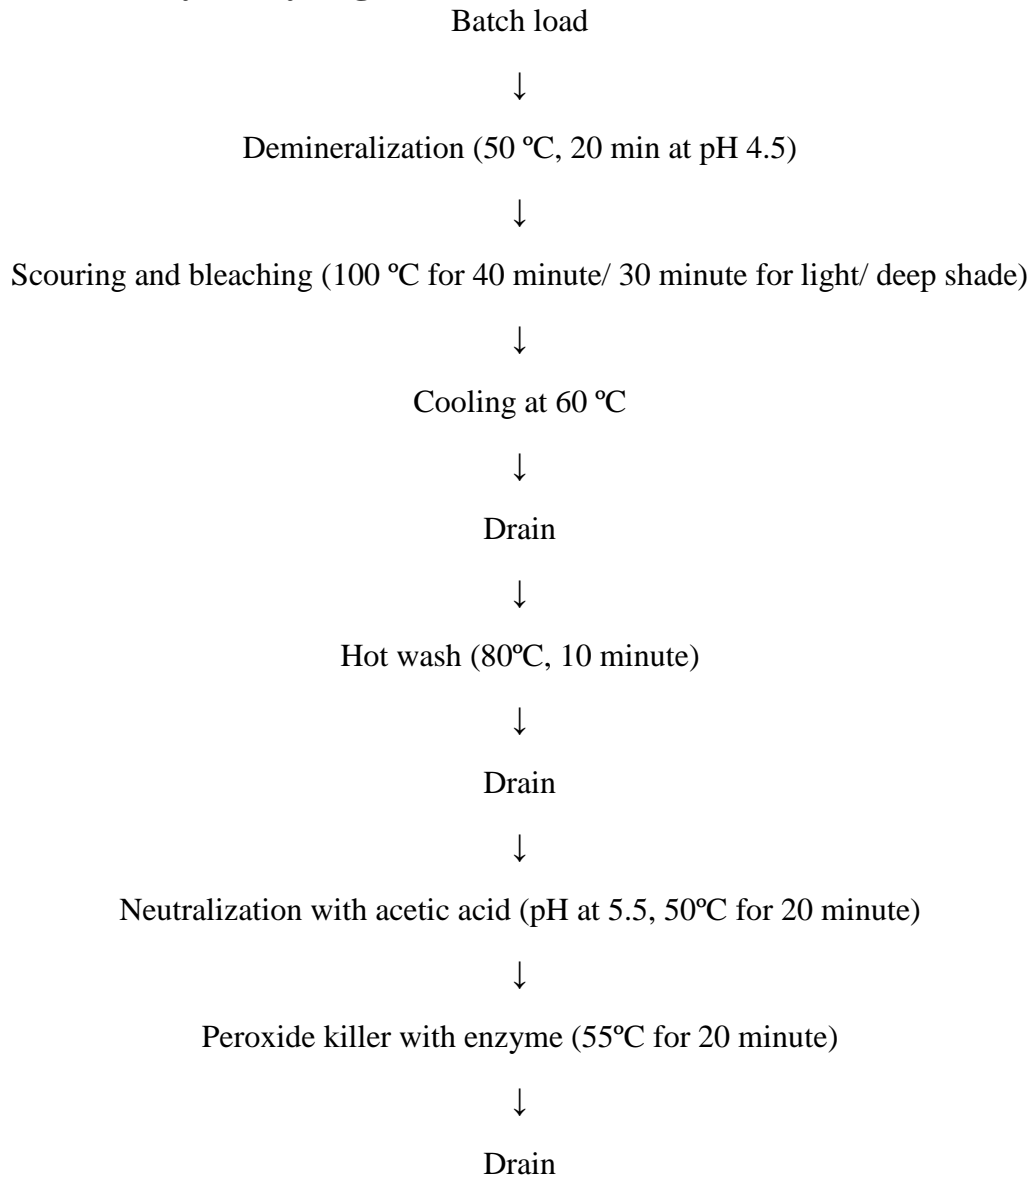 Batch load
↓
Demineralization (50 ºC, 20 min at pH 4.5)
↓
Scouring and bleaching (100 ºC for 40 minute/ 30 minute for light/ deep shade)
↓
Cooling at 60 ºC
↓
Drain
↓
Hot wash (80ºC, 10 minute)
↓
Drain
↓
Neutralization with acetic acid (pH at 5.5, 50ºC for 20 minute)
↓
Peroxide killer with enzyme (55ºC for 20 minute)
↓
Drain